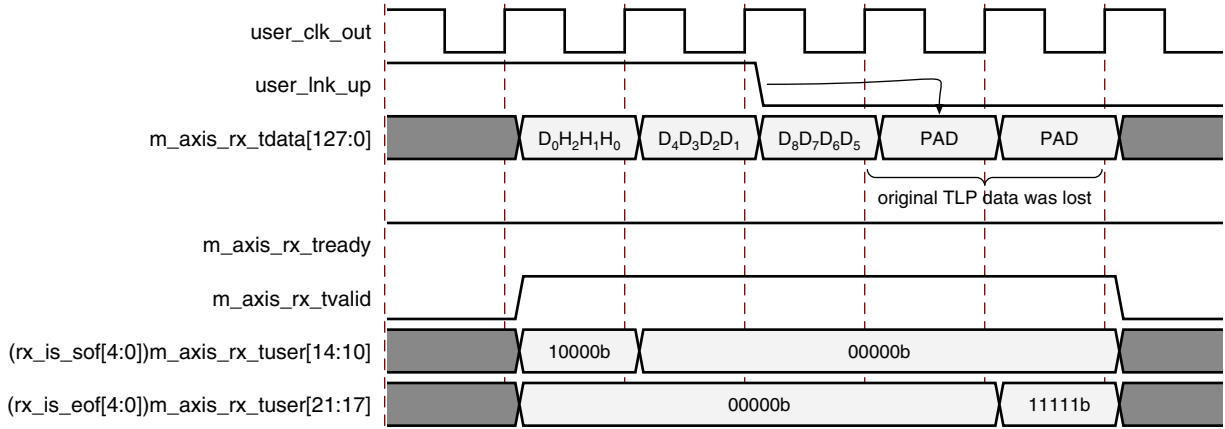 user_clk_out
user_lnk_up
m_axis_rx_tdata[127:0] D₀H₂H₁H₀ D₄D₃D₂D₁ D₈D₇D₆D₅ PAD PAD
original TLP data was lost
m_axis_rx_tready
m_axis_rx_tvalid
(rx_is_sof[4:0])m_axis_rx_tuser[14:10] 10000b 00000b
(rx_is_eof[4:0])m_axis_rx_tuser[21:17] 00000b 11111b